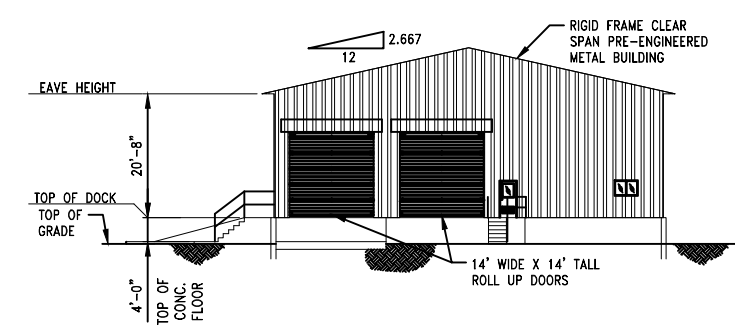 2.667
12
RIGID FRAME CLEAR
SPAN PRE-ENGINEERED
METAL BUILDING
EAVE HEIGHT
20'-8"
TOP OF DOCK
TOP OF
GRADE
14' WIDE X 14' TALL
ROLL UP DOORS
4'-0"
TOP OF
CONC.
FLOOR